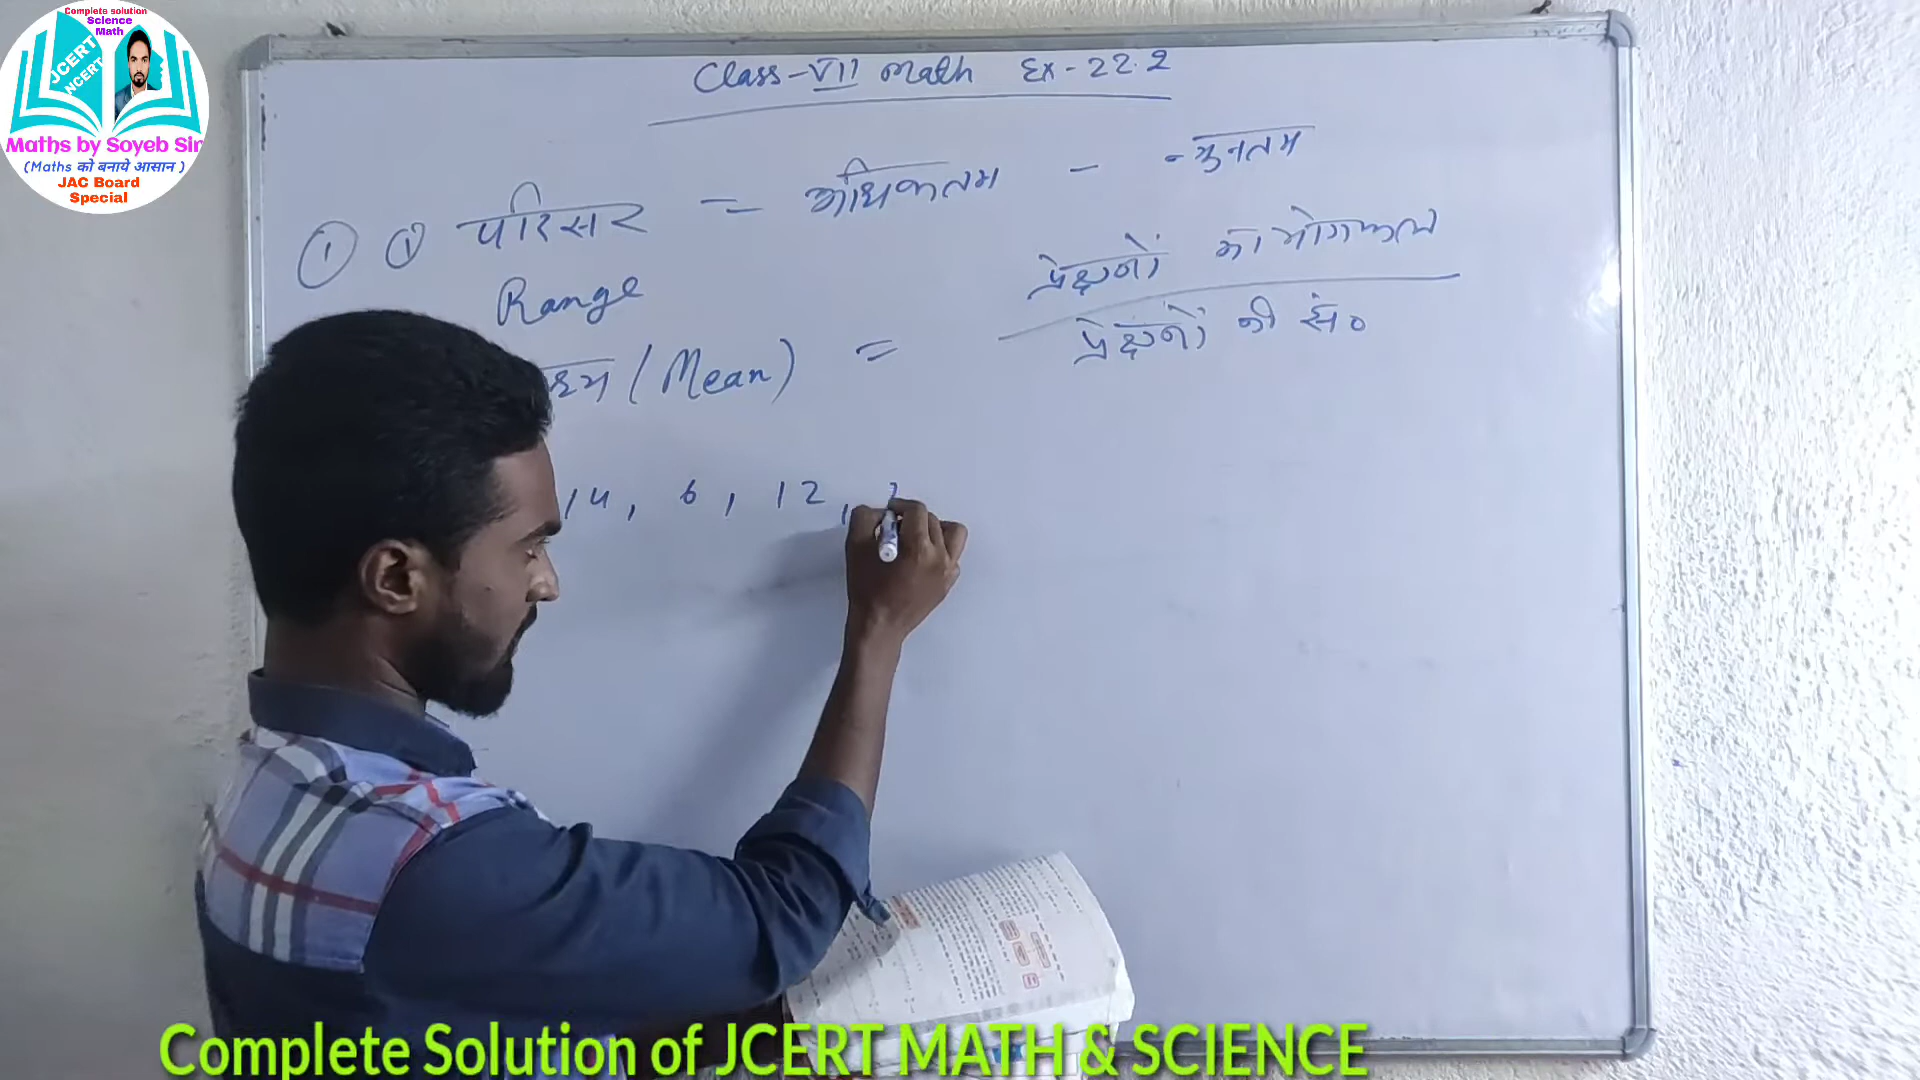 Complete solution
Science
Math
JCERT
NCERT
Maths by Soyeb Sir
(Maths को बनाये आसान )
JAC Board
Special
Class-VII Math Ex-22.2
① ① परिसर = अधिकतम - न्युनतम
Range
(Mean) = प्रेक्षणों का योगफल
प्रेक्षणों की सं०
14, 6, 12,
Complete Solution of JCERT MATH & SCIENCE